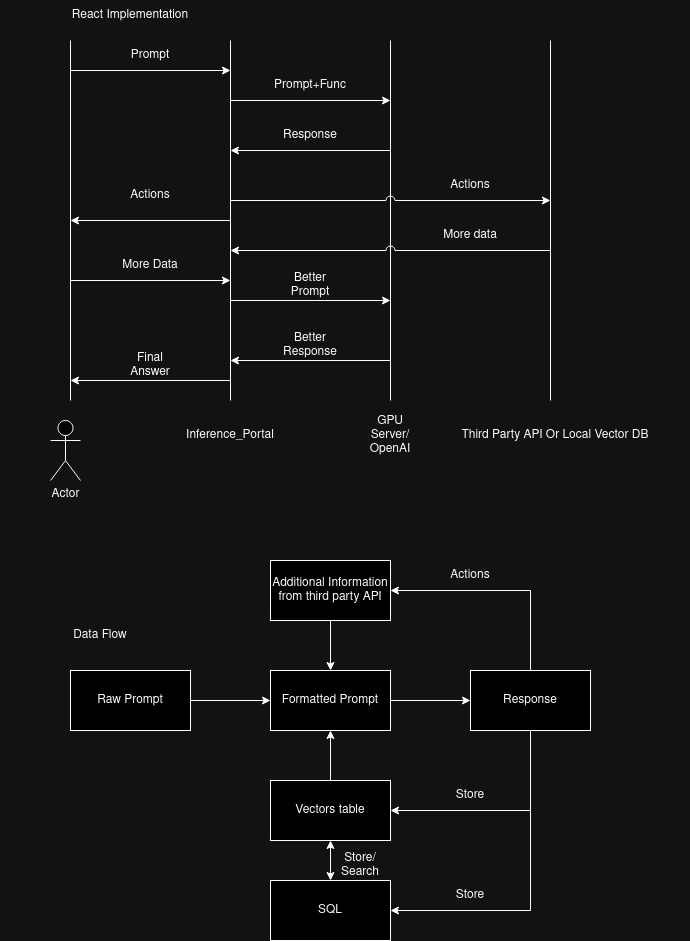 React Implementation
Prompt
Prompt+Func
Response
Actions
Actions
More data
More Data
Better
Prompt
Better
Response
Final
Answer
GPU
Server/
OpenAI
Inference_Portal
Third Party API Or Local Vector DB
Actor
Additional Information
from third party API
Actions
Data Flow
Raw Prompt
Formatted Prompt
Response
Vectors table
Store
Store/
Search
SQL
Store